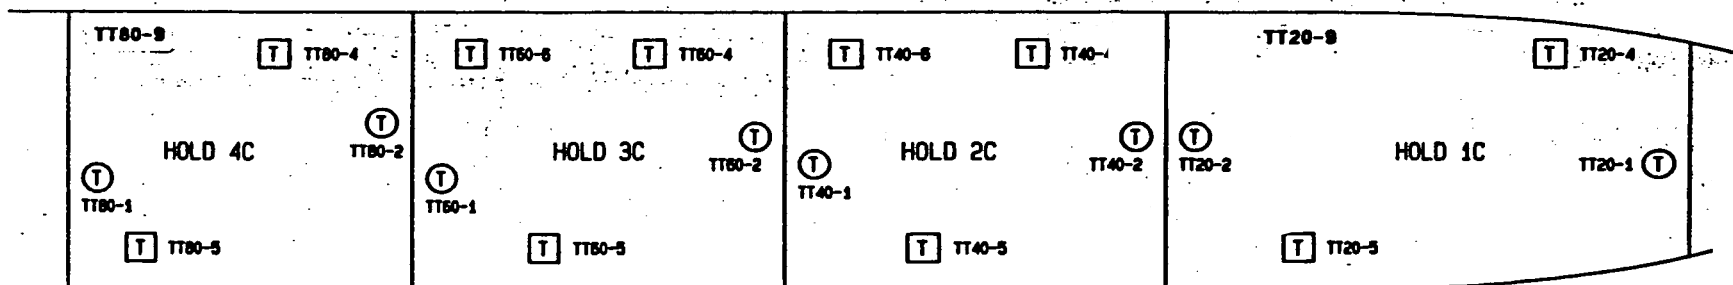 TT80-9
T TT80-4
T
TT80-2
HOLD 4C
T
TT80-1
T TT80-5
T TT60-6
T TT60-4
T
TT60-2
HOLD 3C
T
TT60-1
T TT60-5
T TT40-6
T TT40-4
T
TT40-2
HOLD 2C
T
TT40-1
T TT40-5
TT20-9
T TT20-4
T
TT20-2
HOLD 1C
TT20-1 T
T TT20-5